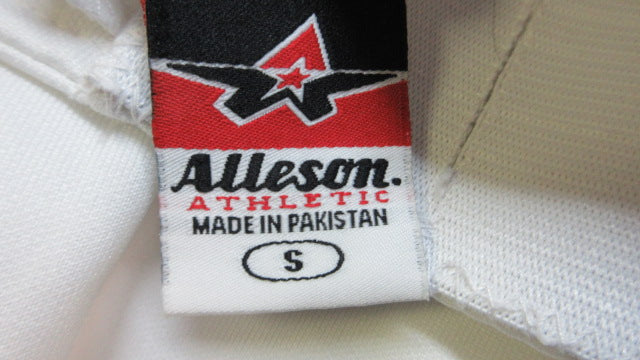 Alleson.
ATHLETIC
MADE IN PAKISTAN
S